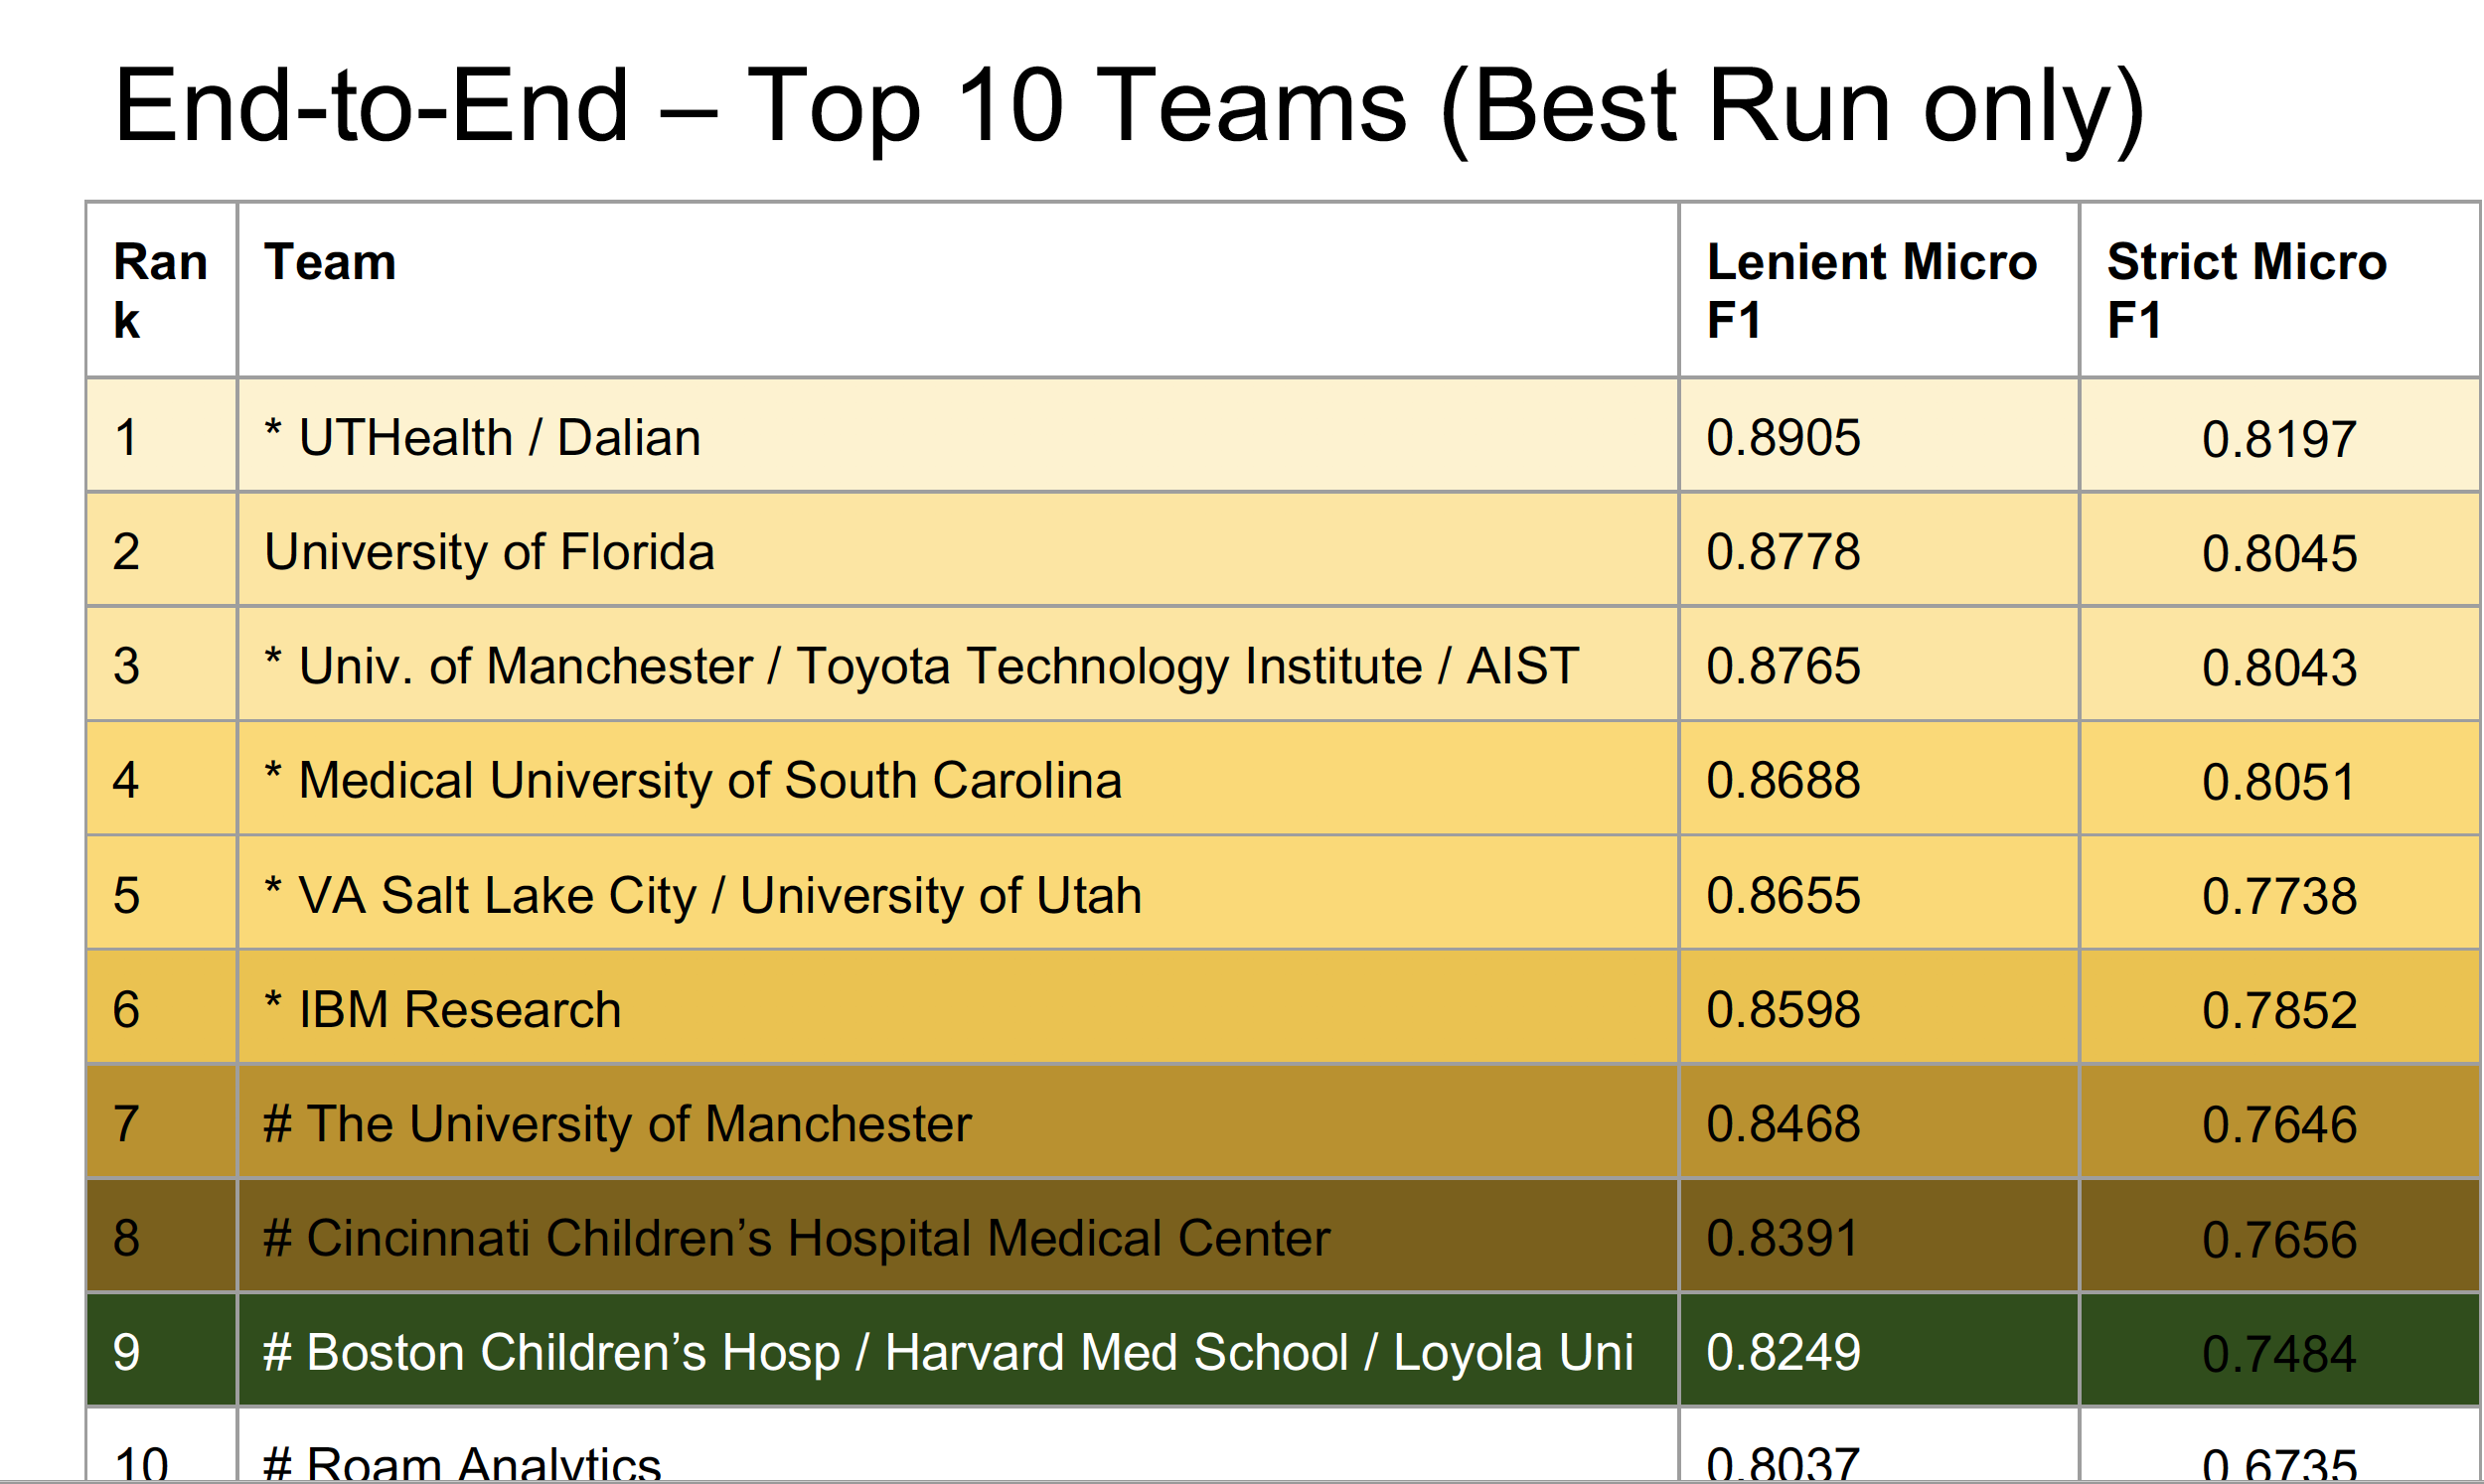 End-to-End – Top 10 Teams (Best Run only)
Ran
k
Team
Lenient Micro
F1
Strict Micro
F1
1 * UTHealth / Dalian 0.8905 0.8197
2 University of Florida 0.8778 0.8045
3 * Univ. of Manchester / Toyota Technology Institute / AIST 0.8765 0.8043
4 * Medical University of South Carolina 0.8688 0.8051
5 * VA Salt Lake City / University of Utah 0.8655 0.7738
6 * IBM Research 0.8598 0.7852
7 # The University of Manchester 0.8468 0.7646
8 # Cincinnati Children’s Hospital Medical Center 0.8391 0.7656
9 # Boston Children’s Hosp / Harvard Med School / Loyola Uni 0.8249 0.7484
10 # Roam Analytics 0.8037 0.6735